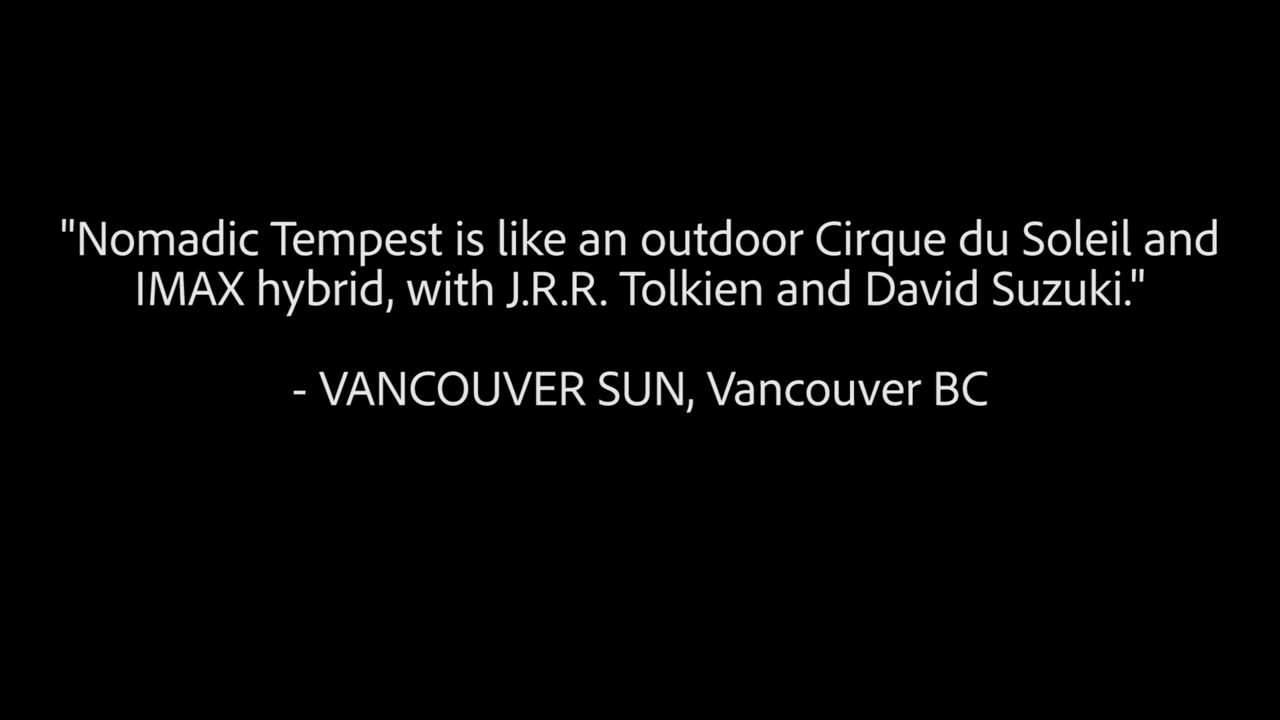 "Nomadic Tempest is like an outdoor Cirque du Soleil and
IMAX hybrid, with J.R.R. Tolkien and David Suzuki."
- VANCOUVER SUN, Vancouver BC